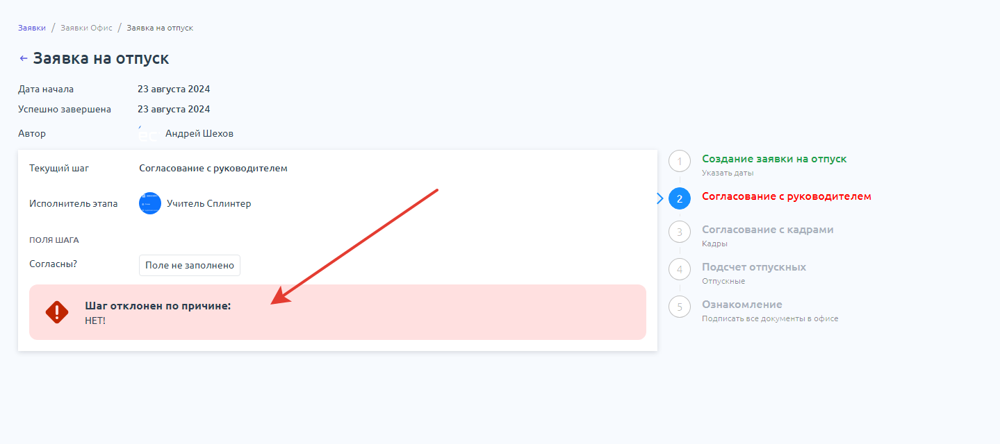 Заявки / Заявки Офис / Заявка на отпуск
← Заявка на отпуск
Дата начала 23 августа 2024
Успешно завершена 23 августа 2024
Автор Андрей Шехов
Текущий шаг Согласование с руководителем
Исполнитель этапа Учитель Сплинтер
ПОЛЯ ШАГА
Согласны? Поле не заполнено
Шаг отклонен по причине:
НЕТ!
1 Создание заявки на отпуск
Указать даты
2 Согласование с руководителем
3 Согласование с кадрами
Кадры
4 Подсчет отпускных
Отпускные
5 Ознакомление
Подписать все документы в офисе